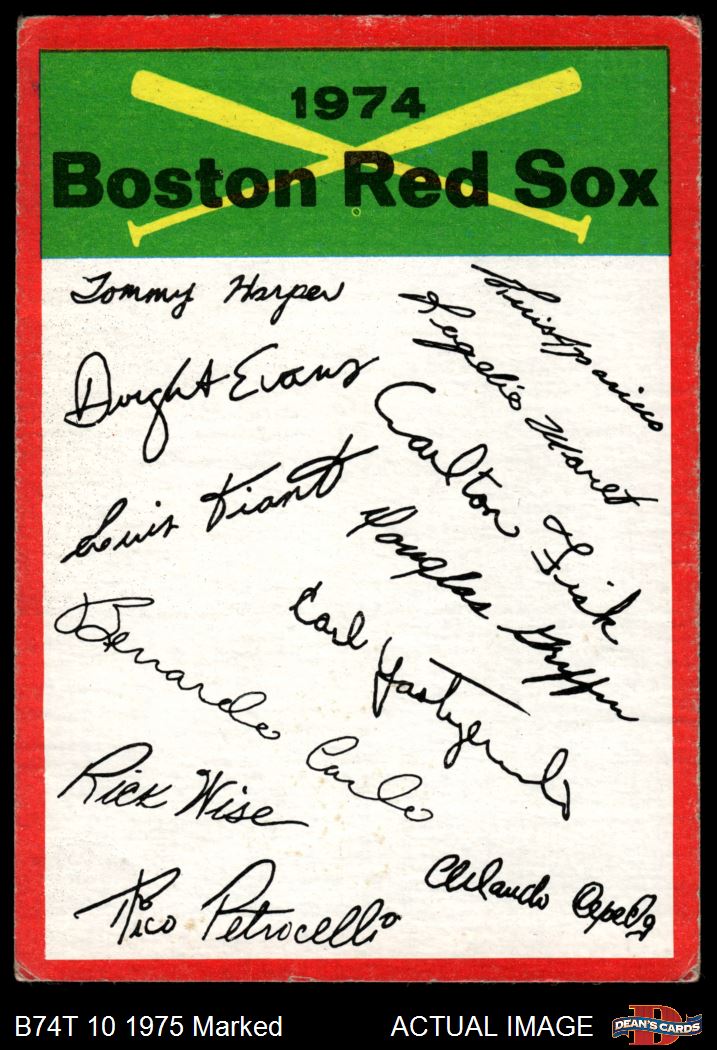 1974
Boston Red Sox
Tommy Harper
Luis Aparicio
Rogelio Moret
Dwight Evans
Carlton Fisk
Luis Tiant
Douglas Griffin
Bernardo Carbo
Carl Yastrzemski
Rick Wise
Orlando Cepeda
Rico Petrocelli
B74T 10 1975 Marked
ACTUAL IMAGE
DEAN'S CARDS